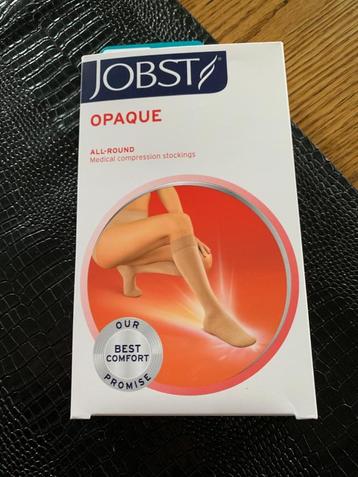 JOBST
OPAQUE
ALL-ROUND
Medical compression stockings
OUR
BEST
COMFORT
PROMISE